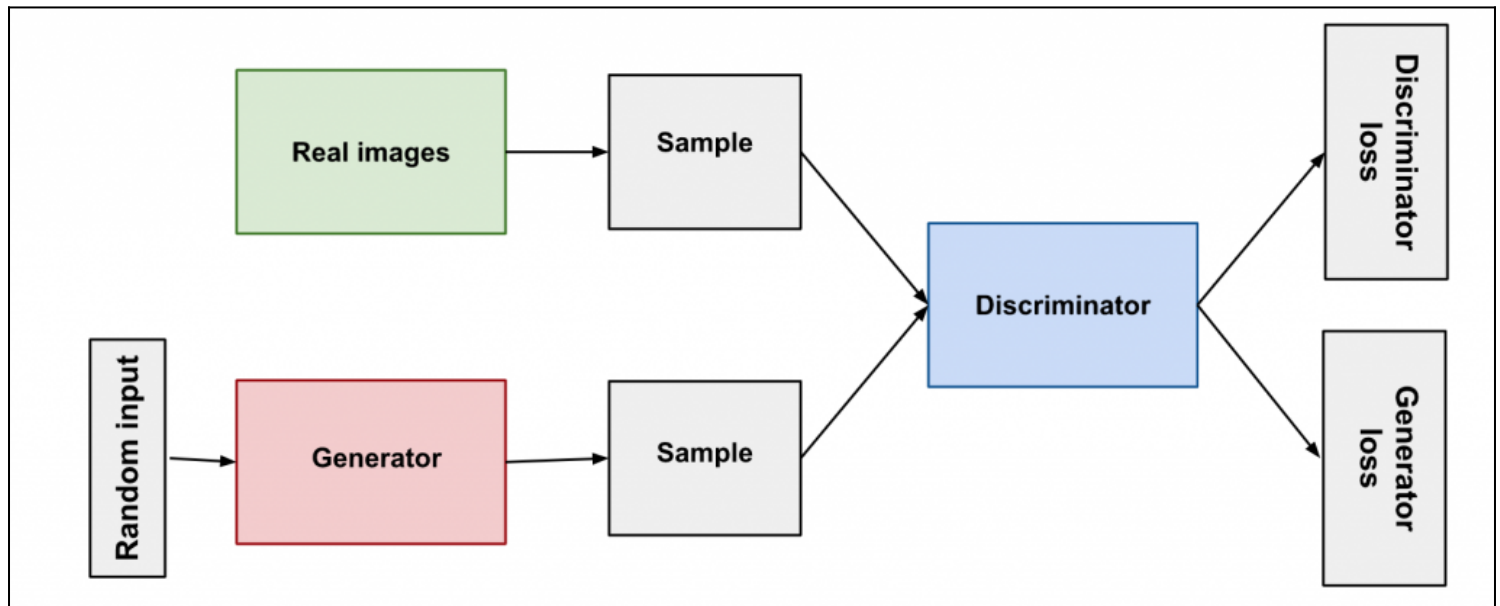 Real images
Sample
Discriminator
loss
Discriminator
Random input
Generator
Sample
Generator
loss